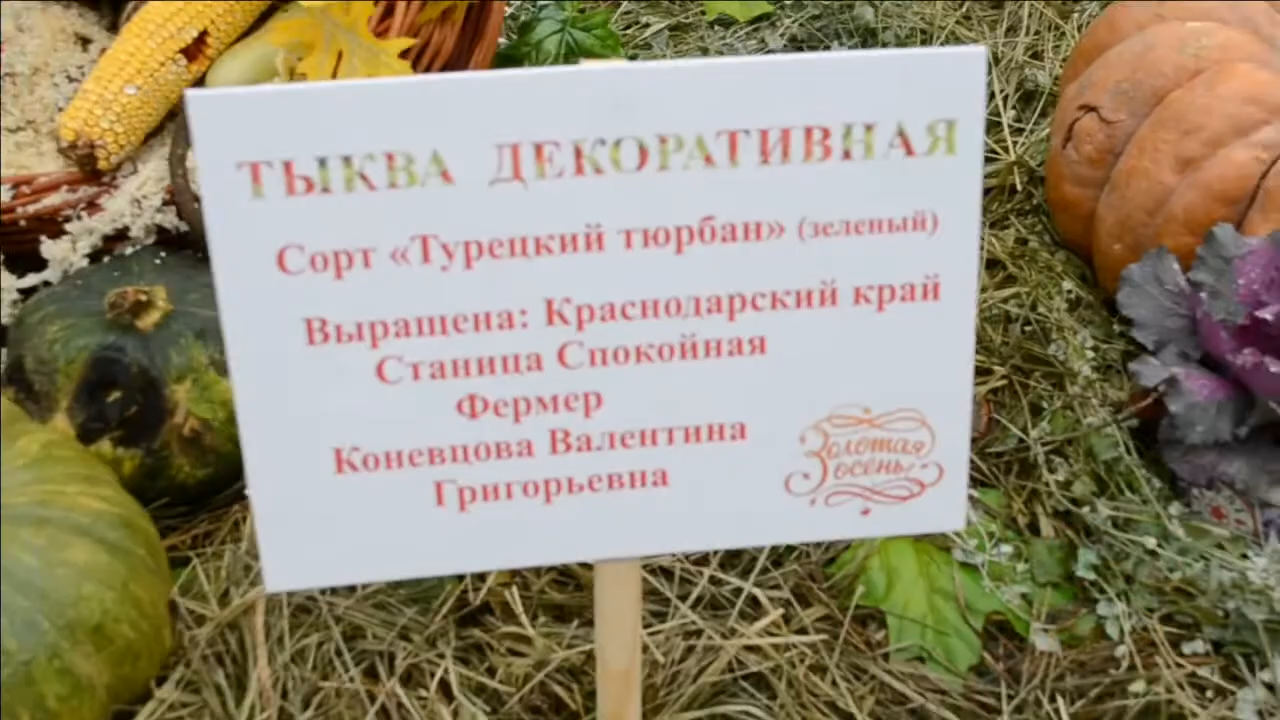 ТЫКВА ДЕКОРАТИВНАЯ
Сорт «Турецкий тюрбан» (зеленый)
Выращена: Краснодарский край
Станица Спокойная
Фермер
Коневцова Валентина
Григорьевна
Золотая
осень